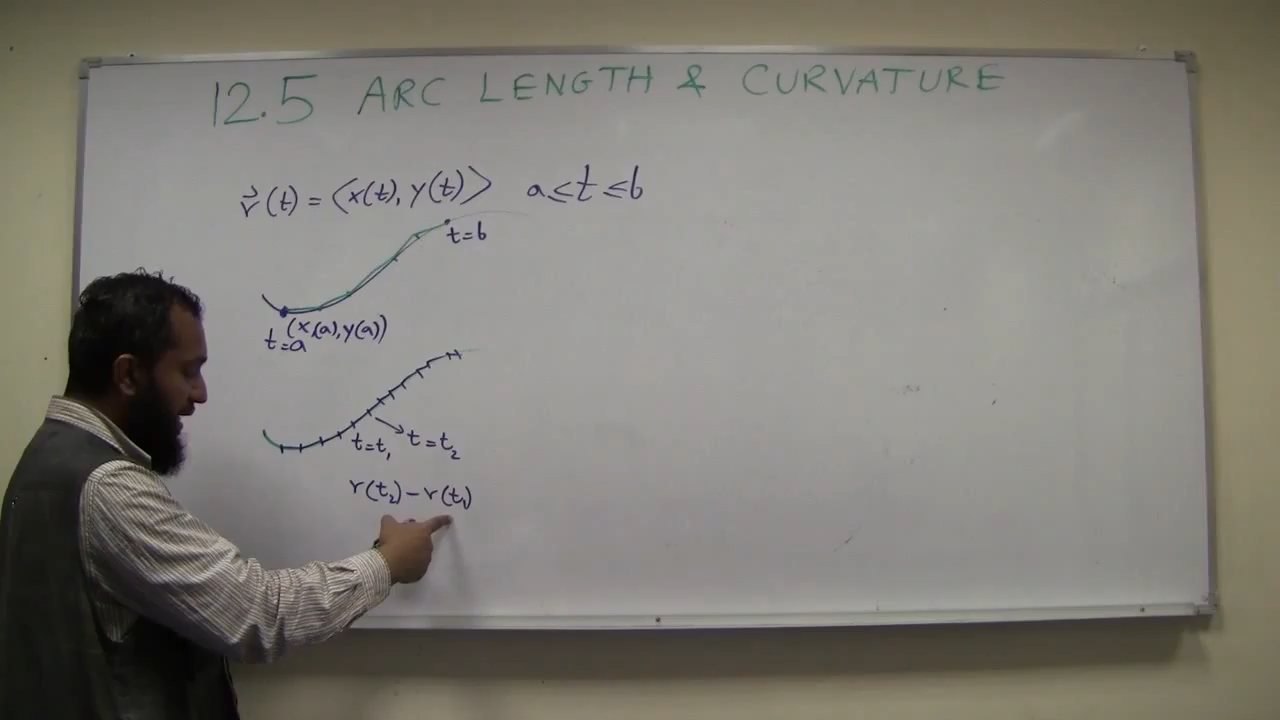 12.5 ARC LENGTH & CURVATURE
r⃗(t) = ⟨x(t), y(t)⟩ a≤t≤b
t=b
(x(a), y(a))
t=a
t=t₁ t=t₂
r(t₂)-r(t₁)